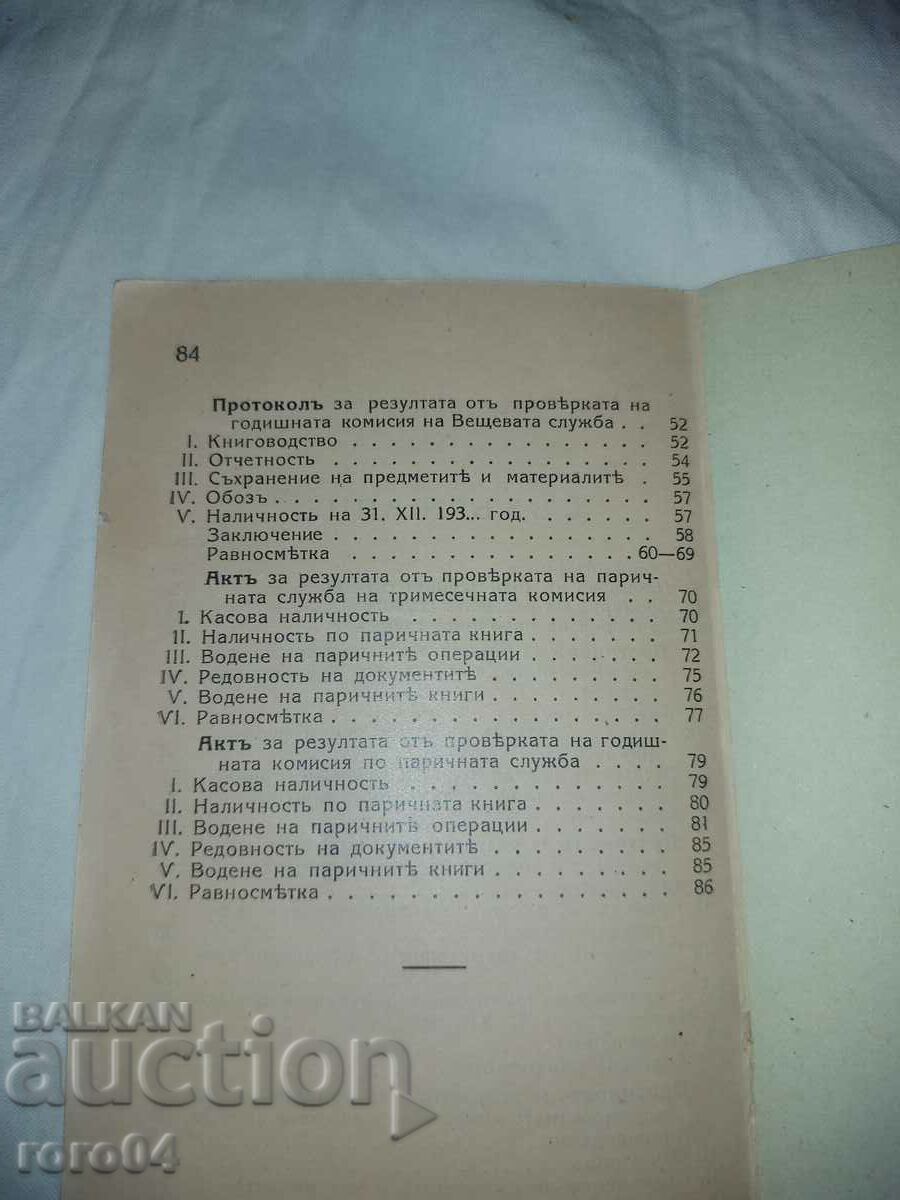 84
Протоколъ за резултата отъ провѣрката на
годишната комисия на Вещевата служба . . 52
I. Книговодство . . . . . . . . . . . . . . . 52
II. Отчетность . . . . . . . . . . . . . . . . 54
III. Съхранение на предметитѣ и материалитѣ . 55
IV. Обозъ . . . . . . . . . . . . . . . . . . 57
V. Наличность на 31. XII. 193... год. . . . . . . 57
Заключение . . . . . . . . . . . . . . . . 58
Равносмѣтка . . . . . . . . . . . . . 60—69
Актъ за резултата отъ провѣрката на парич-
ната служба на тримесечната комисия . . 70
I. Касова наличность . . . . . . . . . . . . . 70
II. Наличность по паричната книга . . . . . . . 71
III. Водене на паричнитѣ операции . . . . . . . 72
IV. Редовность на документитѣ . . . . . . . . . 75
V. Водене на паричнитѣ книги . . . . . . . . . 76
VI. Равносмѣтка . . . . . . . . . . . . . . . . 77
Актъ за резултата отъ провѣрката на годиш-
ната комисия по паричната служба . . . . 79
I. Касова наличность . . . . . . . . . . . . . 79
II. Наличность по паричната книга . . . . . . . 80
III. Водене на паричнитѣ операции . . . . . . . 81
IV. Редовность на документитѣ . . . . . . . . . 85
V. Водене на паричнитѣ книги . . . . . . . . . 85
VI. Равносмѣтка . . . . . . . . . . . . . . . . 86
BALKAN
auction
roro04